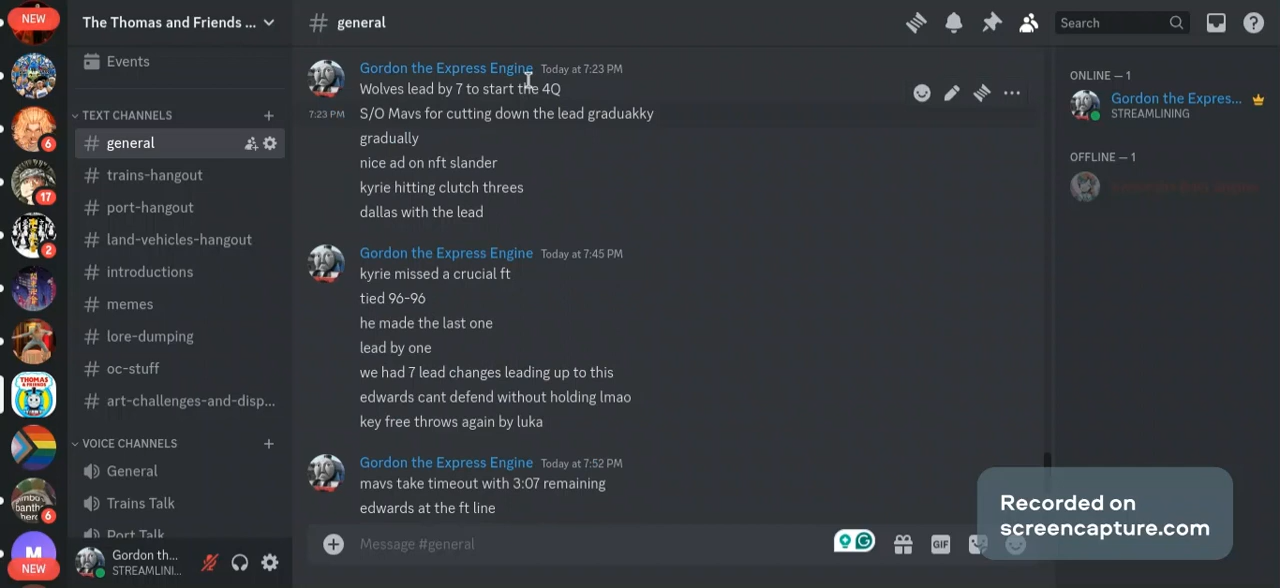 NEW
The Thomas and Friends ...
# general
Search
Events
TEXT CHANNELS
# general
# trains-hangout
# port-hangout
# land-vehicles-hangout
# introductions
# memes
# lore-dumping
# oc-stuff
# art-challenges-and-disp...
VOICE CHANNELS
General
Trains Talk
Port Talk
6
17
2
THOMAS & FRIENDS
6
M
NEW
Gordon th...
STREAMLINI...
Gordon the Express Engine Today at 7:23 PM
Wolves lead by 7 to start the 4Q
7:23 PM S/O Mavs for cutting down the lead graduakky
gradually
nice ad on nft slander
kyrie hitting clutch threes
dallas with the lead
Gordon the Express Engine Today at 7:45 PM
kyrie missed a crucial ft
tied 96-96
he made the last one
lead by one
we had 7 lead changes leading up to this
edwards cant defend without holding lmao
key free throws again by luka
Gordon the Express Engine Today at 7:52 PM
mavs take timeout with 3:07 remaining
edwards at the ft line
Message #general
GIF
ONLINE — 1
Gordon the Expres...
STREAMLINING
OFFLINE — 1
Recorded on
screencapture.com